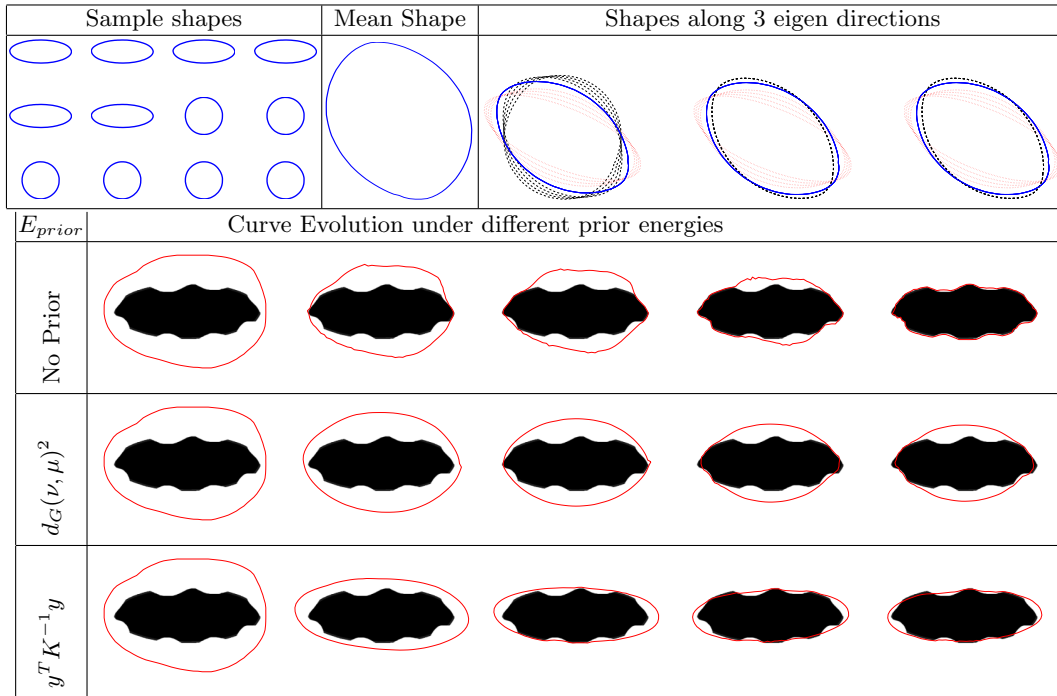 Sample shapes
Mean Shape
Shapes along 3 eigen directions
E_{prior}
Curve Evolution under different prior energies
No Prior
d_G(ν, μ)^2
y^T K^{-1} y